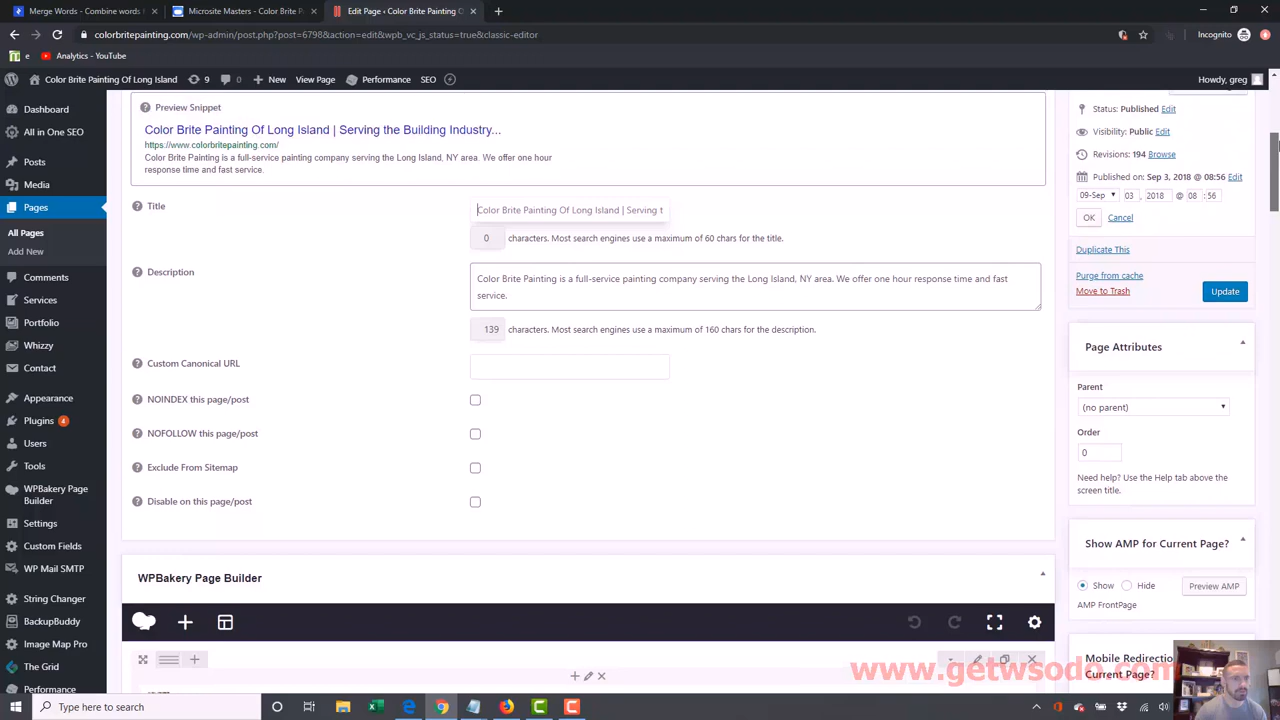 Merge Words - Combine words
Microsite Masters - Color Brite P
Edit Page ‹ Color Brite Painting O
colorbritepainting.com/wp-admin/post.php?post=6798&action=edit&wpb_vc_js_status=true&classic-editor
Incognito
e
Analytics - YouTube
Color Brite Painting Of Long Island
9
0
New
View Page
Performance
SEO
Howdy, greg
Dashboard
All in One SEO
Posts
Media
Pages
All Pages
Add New
Comments
Services
Portfolio
Whizzy
Contact
Appearance
Plugins 4
Users
Tools
WPBakery Page
Builder
Settings
Custom Fields
WP Mail SMTP
String Changer
BackupBuddy
Image Map Pro
The Grid
Performance
Preview Snippet
Color Brite Painting Of Long Island | Serving the Building Industry...
https://www.colorbritepainting.com/
Color Brite Painting is a full-service painting company serving the Long Island, NY area. We offer one hour
response time and fast service.
Title
Color Brite Painting Of Long Island | Serving t
0 characters. Most search engines use a maximum of 60 chars for the title.
Description
Color Brite Painting is a full-service painting company serving the Long Island, NY area. We offer one hour response time and fast
service.
139 characters. Most search engines use a maximum of 160 chars for the description.
Custom Canonical URL
NOINDEX this page/post
NOFOLLOW this page/post
Exclude From Sitemap
Disable on this page/post
WPBakery Page Builder
Status: Published Edit
Visibility: Public Edit
Revisions: 194 Browse
Published on: Sep 3, 2018 @ 08:56 Edit
09-Sep 03, 2018 @ 08 : 56
OK Cancel
Duplicate This
Purge from cache
Move to Trash
Update
Page Attributes
Parent
(no parent)
Order
0
Need help? Use the Help tab above the
screen title.
Show AMP for Current Page?
Show Hide Preview AMP
AMP FrontPage
Mobile Redirection
Current Page?
www.getwsodo.com
Type here to search